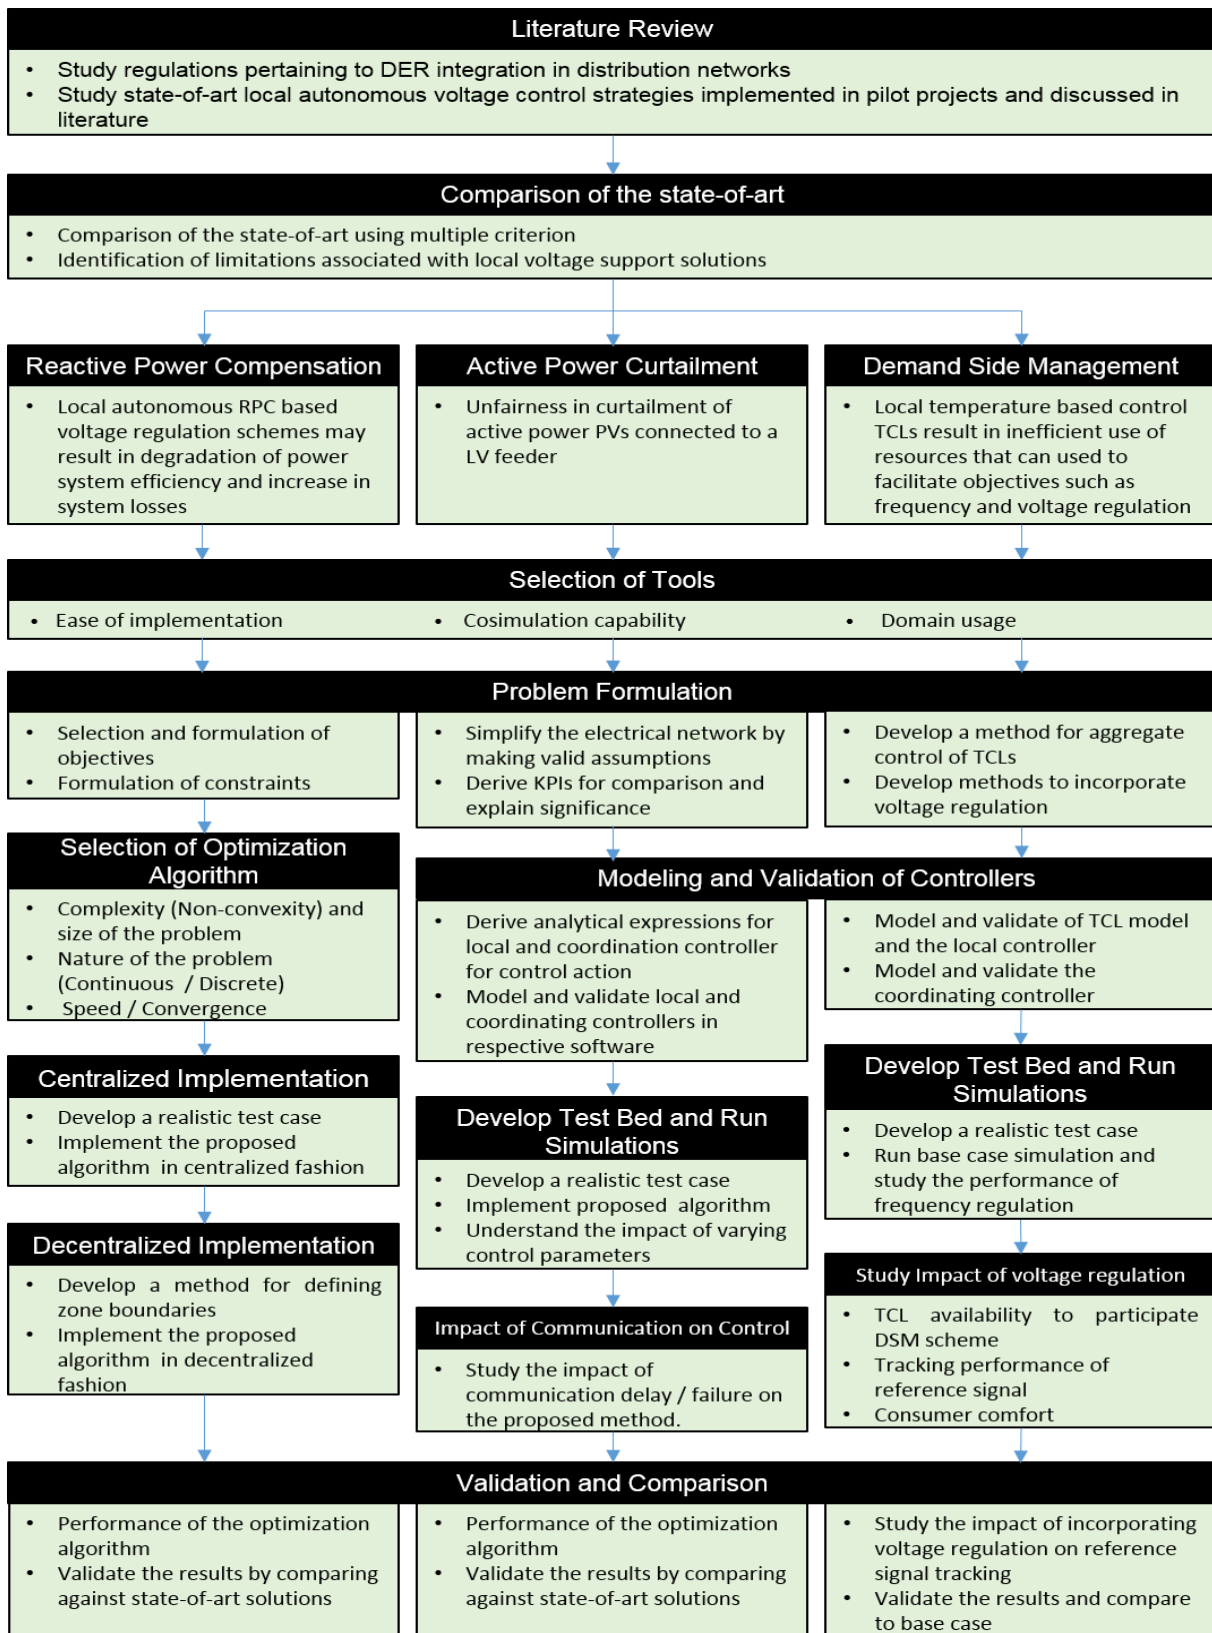 Literature Review
• Study regulations pertaining to DER integration in distribution networks
• Study state-of-art local autonomous voltage control strategies implemented in pilot projects and discussed in
literature
Comparison of the state-of-art
• Comparison of the state-of-art using multiple criterion
• Identification of limitations associated with local voltage support solutions
Reactive Power Compensation
• Local autonomous RPC based
voltage regulation schemes may
result in degradation of power
system efficiency and increase in
system losses
Active Power Curtailment
• Unfairness in curtailment of
active power PVs connected to a
LV feeder
Demand Side Management
• Local temperature based control
TCLs result in inefficient use of
resources that can used to
facilitate objectives such as
frequency and voltage regulation
Selection of Tools
• Ease of implementation
• Cosimulation capability
• Domain usage
Problem Formulation
• Selection and formulation of
objectives
• Formulation of constraints
• Simplify the electrical network by
making valid assumptions
• Derive KPIs for comparison and
explain significance
• Develop a method for aggregate
control of TCLs
• Develop methods to incorporate
voltage regulation
Selection of Optimization
Algorithm
• Complexity (Non-convexity) and
size of the problem
• Nature of the problem
(Continuous / Discrete)
• Speed / Convergence
Modeling and Validation of Controllers
• Derive analytical expressions for
local and coordination controller
for control action
• Model and validate local and
coordinating controllers in
respective software
• Model and validate of TCL model
and the local controller
• Model and validate the
coordinating controller
Centralized Implementation
• Develop a realistic test case
• Implement the proposed
algorithm in centralized fashion
Develop Test Bed and Run
Simulations
• Develop a realistic test case
• Implement proposed algorithm
• Understand the impact of varying
control parameters
Develop Test Bed and Run
Simulations
• Develop a realistic test case
• Run base case simulation and
study the performance of
frequency regulation
Decentralized Implementation
• Develop a method for defining
zone boundaries
• Implement the proposed
algorithm in decentralized
fashion
Impact of Communication on Control
• Study the impact of
communication delay / failure on
the proposed method.
Study Impact of voltage regulation
• TCL availability to participate
DSM scheme
• Tracking performance of
reference signal
• Consumer comfort
Validation and Comparison
• Performance of the optimization
algorithm
• Validate the results by comparing
against state-of-art solutions
• Performance of the optimization
algorithm
• Validate the results by comparing
against state-of-art solutions
• Study the impact of incorporating
voltage regulation on reference
signal tracking
• Validate the results and compare
to base case